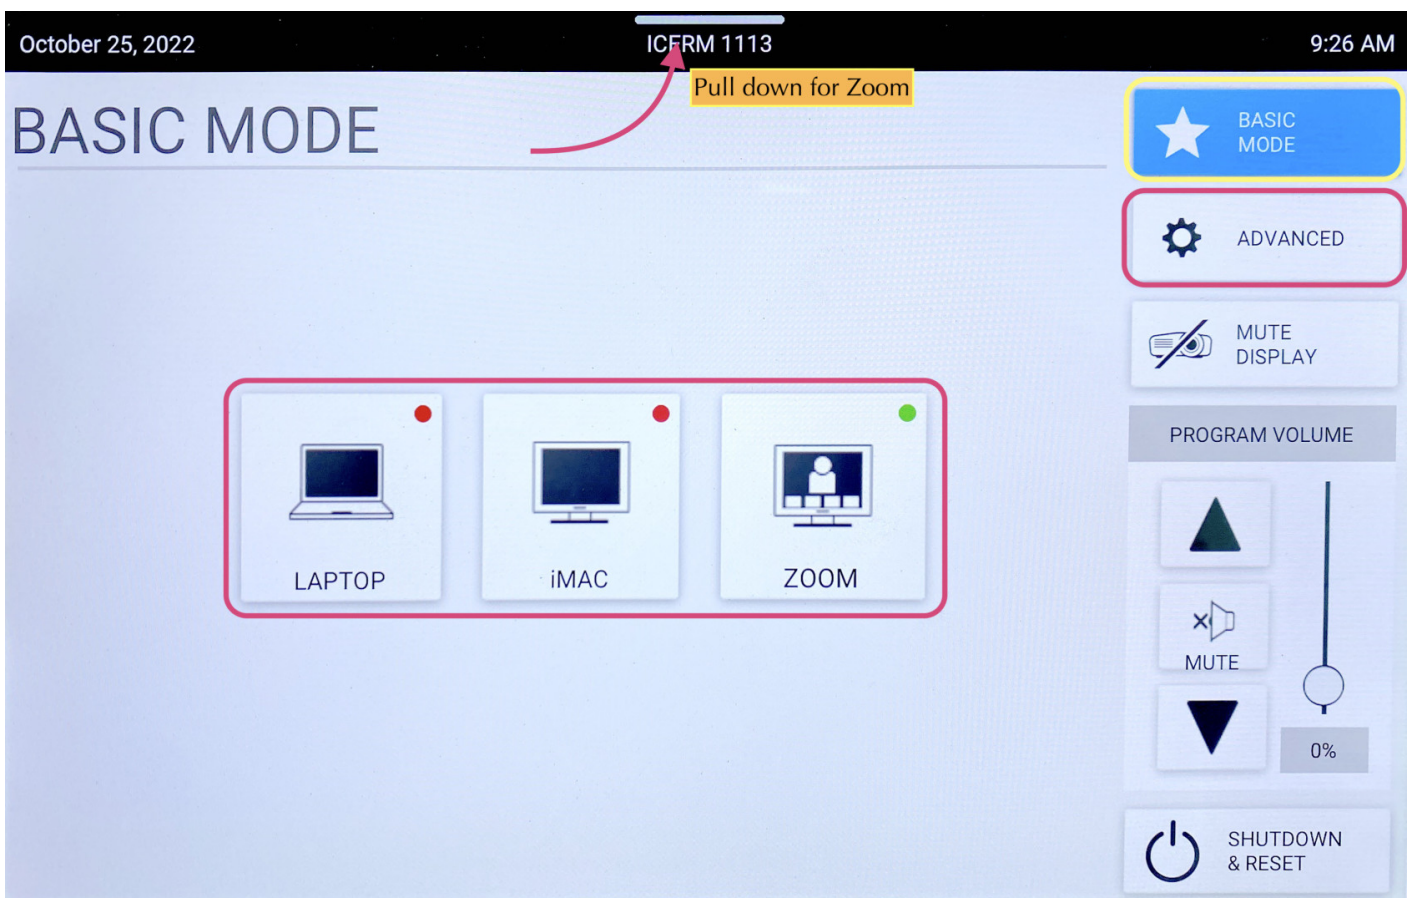 October 25, 2022
ICERM 1113
9:26 AM
Pull down for Zoom
BASIC MODE
BASIC
MODE
ADVANCED
MUTE
DISPLAY
PROGRAM VOLUME
LAPTOP
iMAC
ZOOM
MUTE
0%
SHUTDOWN
& RESET